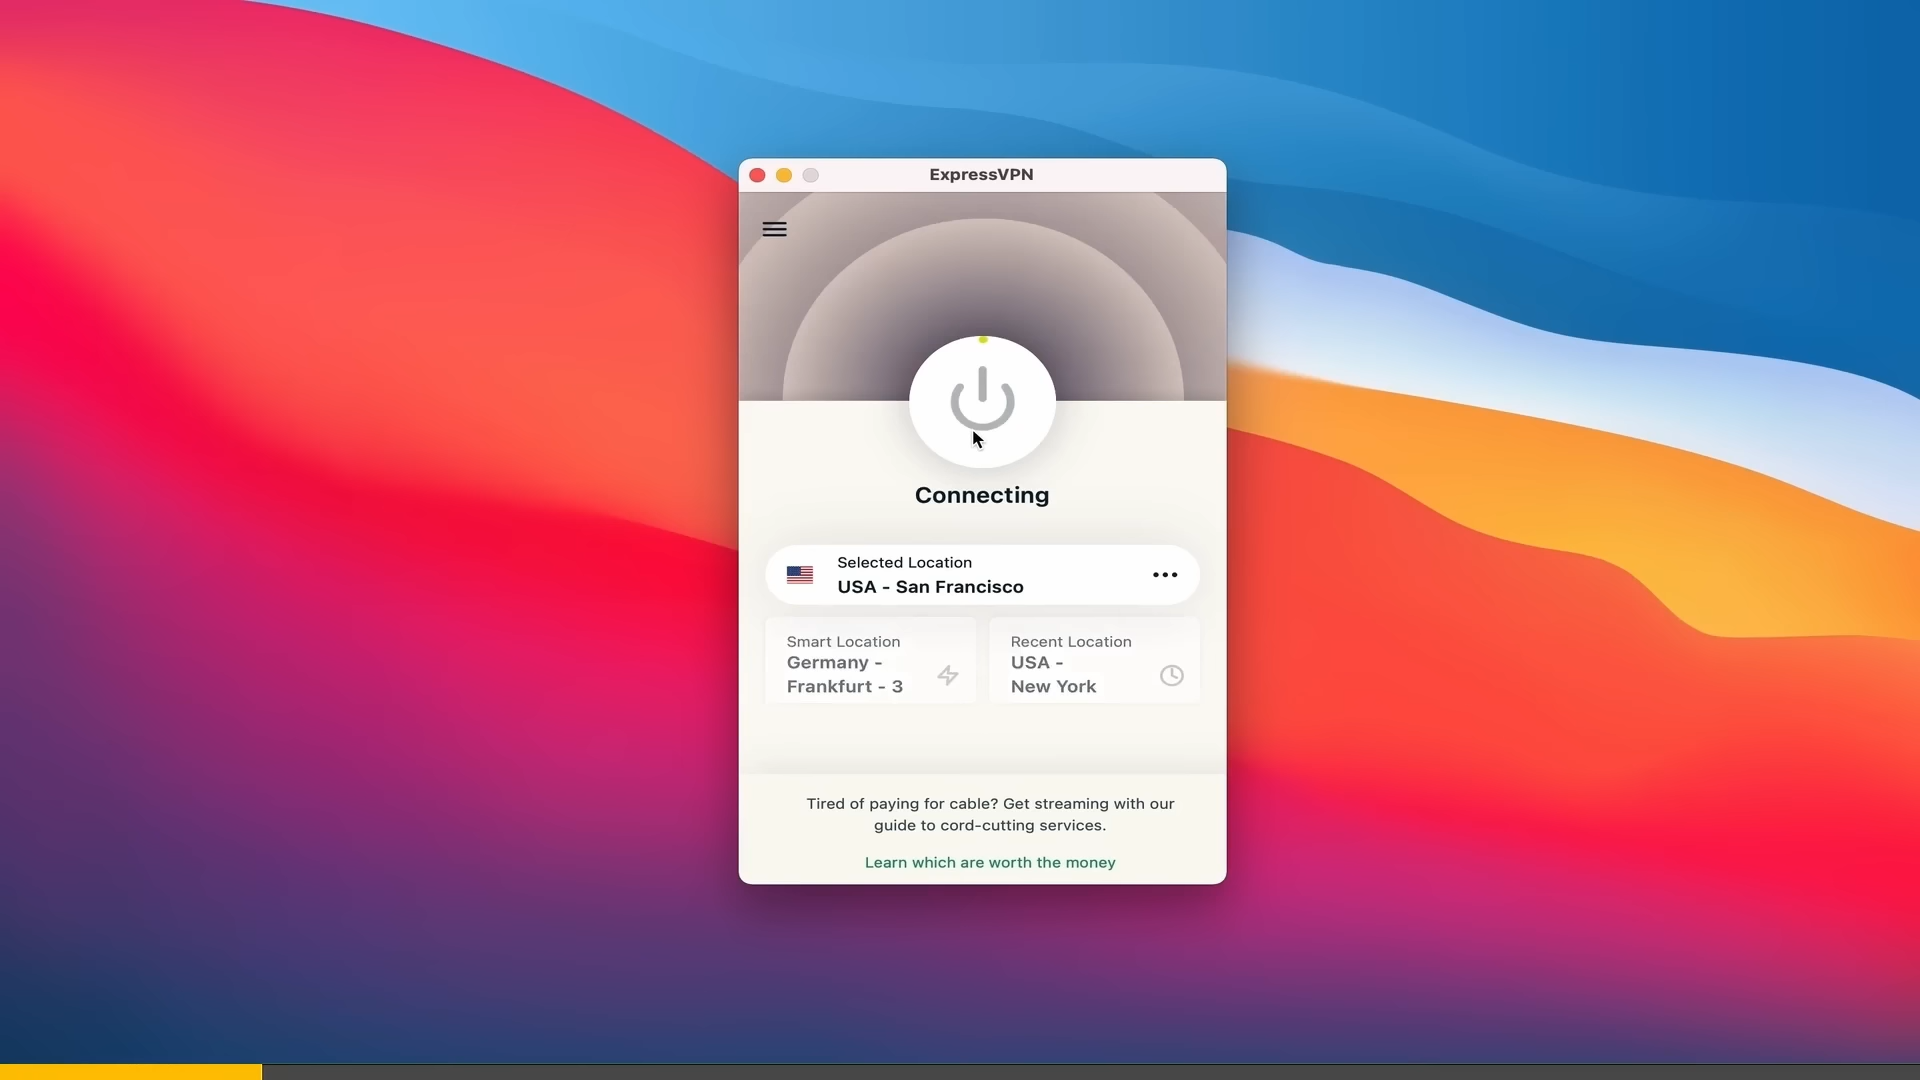 ExpressVPN
Connecting
Selected Location
USA - San Francisco
Smart Location
Germany -
Frankfurt - 3
Recent Location
USA -
New York
Tired of paying for cable? Get streaming with our
guide to cord-cutting services.
Learn which are worth the money